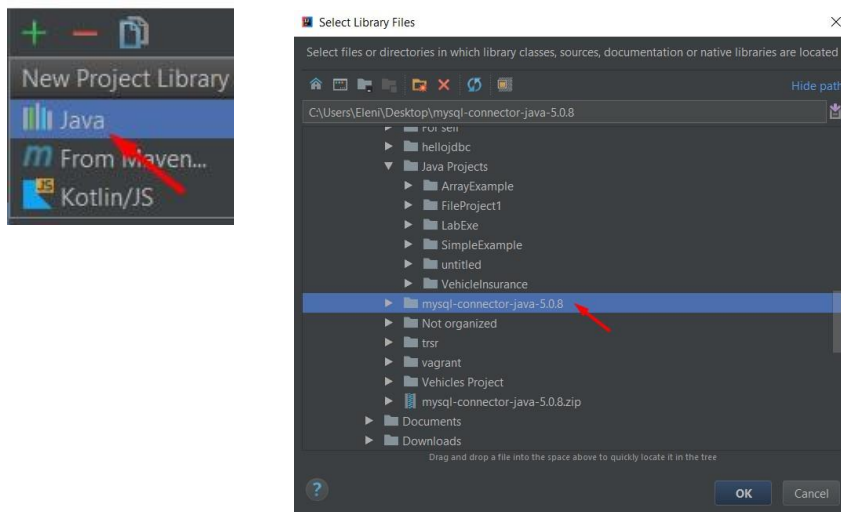 New Project Library
Java
From Maven...
Kotlin/JS
Select Library Files
Select files or directories in which library classes, sources, documentation or native libraries are located
Hide path
C:\Users\Eleni\Desktop\mysql-connector-java-5.0.8
For self
hellojdbc
Java Projects
ArrayExample
FileProject1
LabExe
SimpleExample
untitled
VehicleInsurance
mysql-connector-java-5.0.8
Not organized
trsr
vagrant
Vehicles Project
mysql-connector-java-5.0.8.zip
Documents
Downloads
Drag and drop a file into the space above to quickly locate it in the tree
?
OK
Cancel